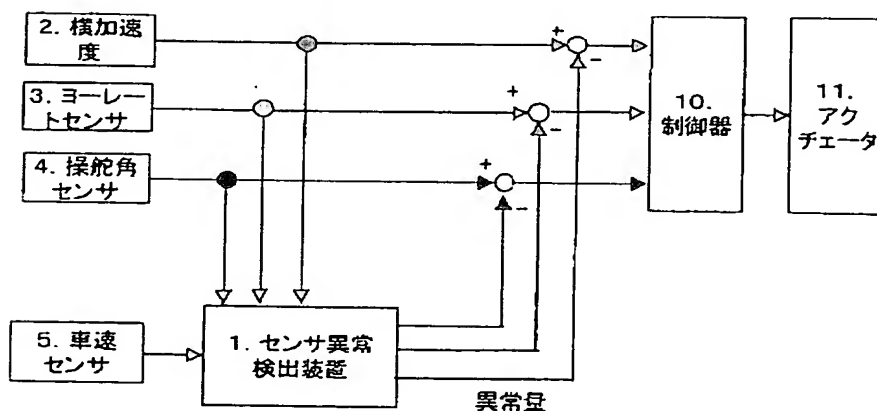 2. 横加速
度
3. ヨーレー
トセンサ
4. 操舵角
センサ
5. 車速
センサ
1. センサ異常
検出装置
+
-
+
-
+
-
10.
制御器
11.
アク
チェータ
異常量